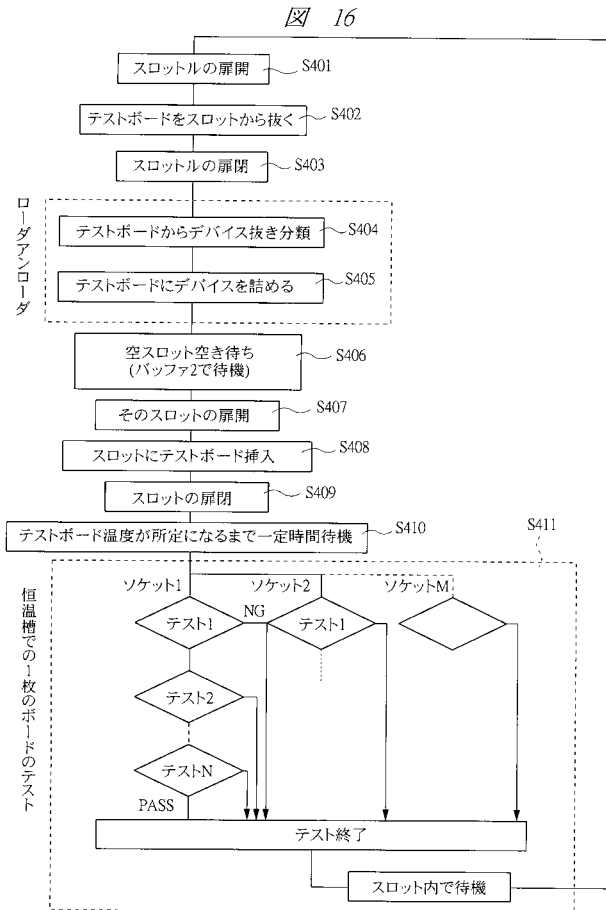 図 16
スロットルの扉開
S401
テストボードをスロットから抜く
S402
スロットルの扉閉
S403
ローダアンローダ
テストボードからデバイス抜き分類
S404
テストボードにデバイスを詰める
S405
空スロット空き待ち
(バッファ2で待機)
S406
そのスロットの扉開
S407
スロットにテストボード挿入
S408
スロットの扉閉
S409
テストボード温度が所定になるまで一定時間待機
S410
S411
恒温槽での1枚のボードのテスト
ソケット1
ソケット2
ソケットM
テスト1
NG
テスト1
テスト2
テストN
PASS
テスト終了
スロット内で待機